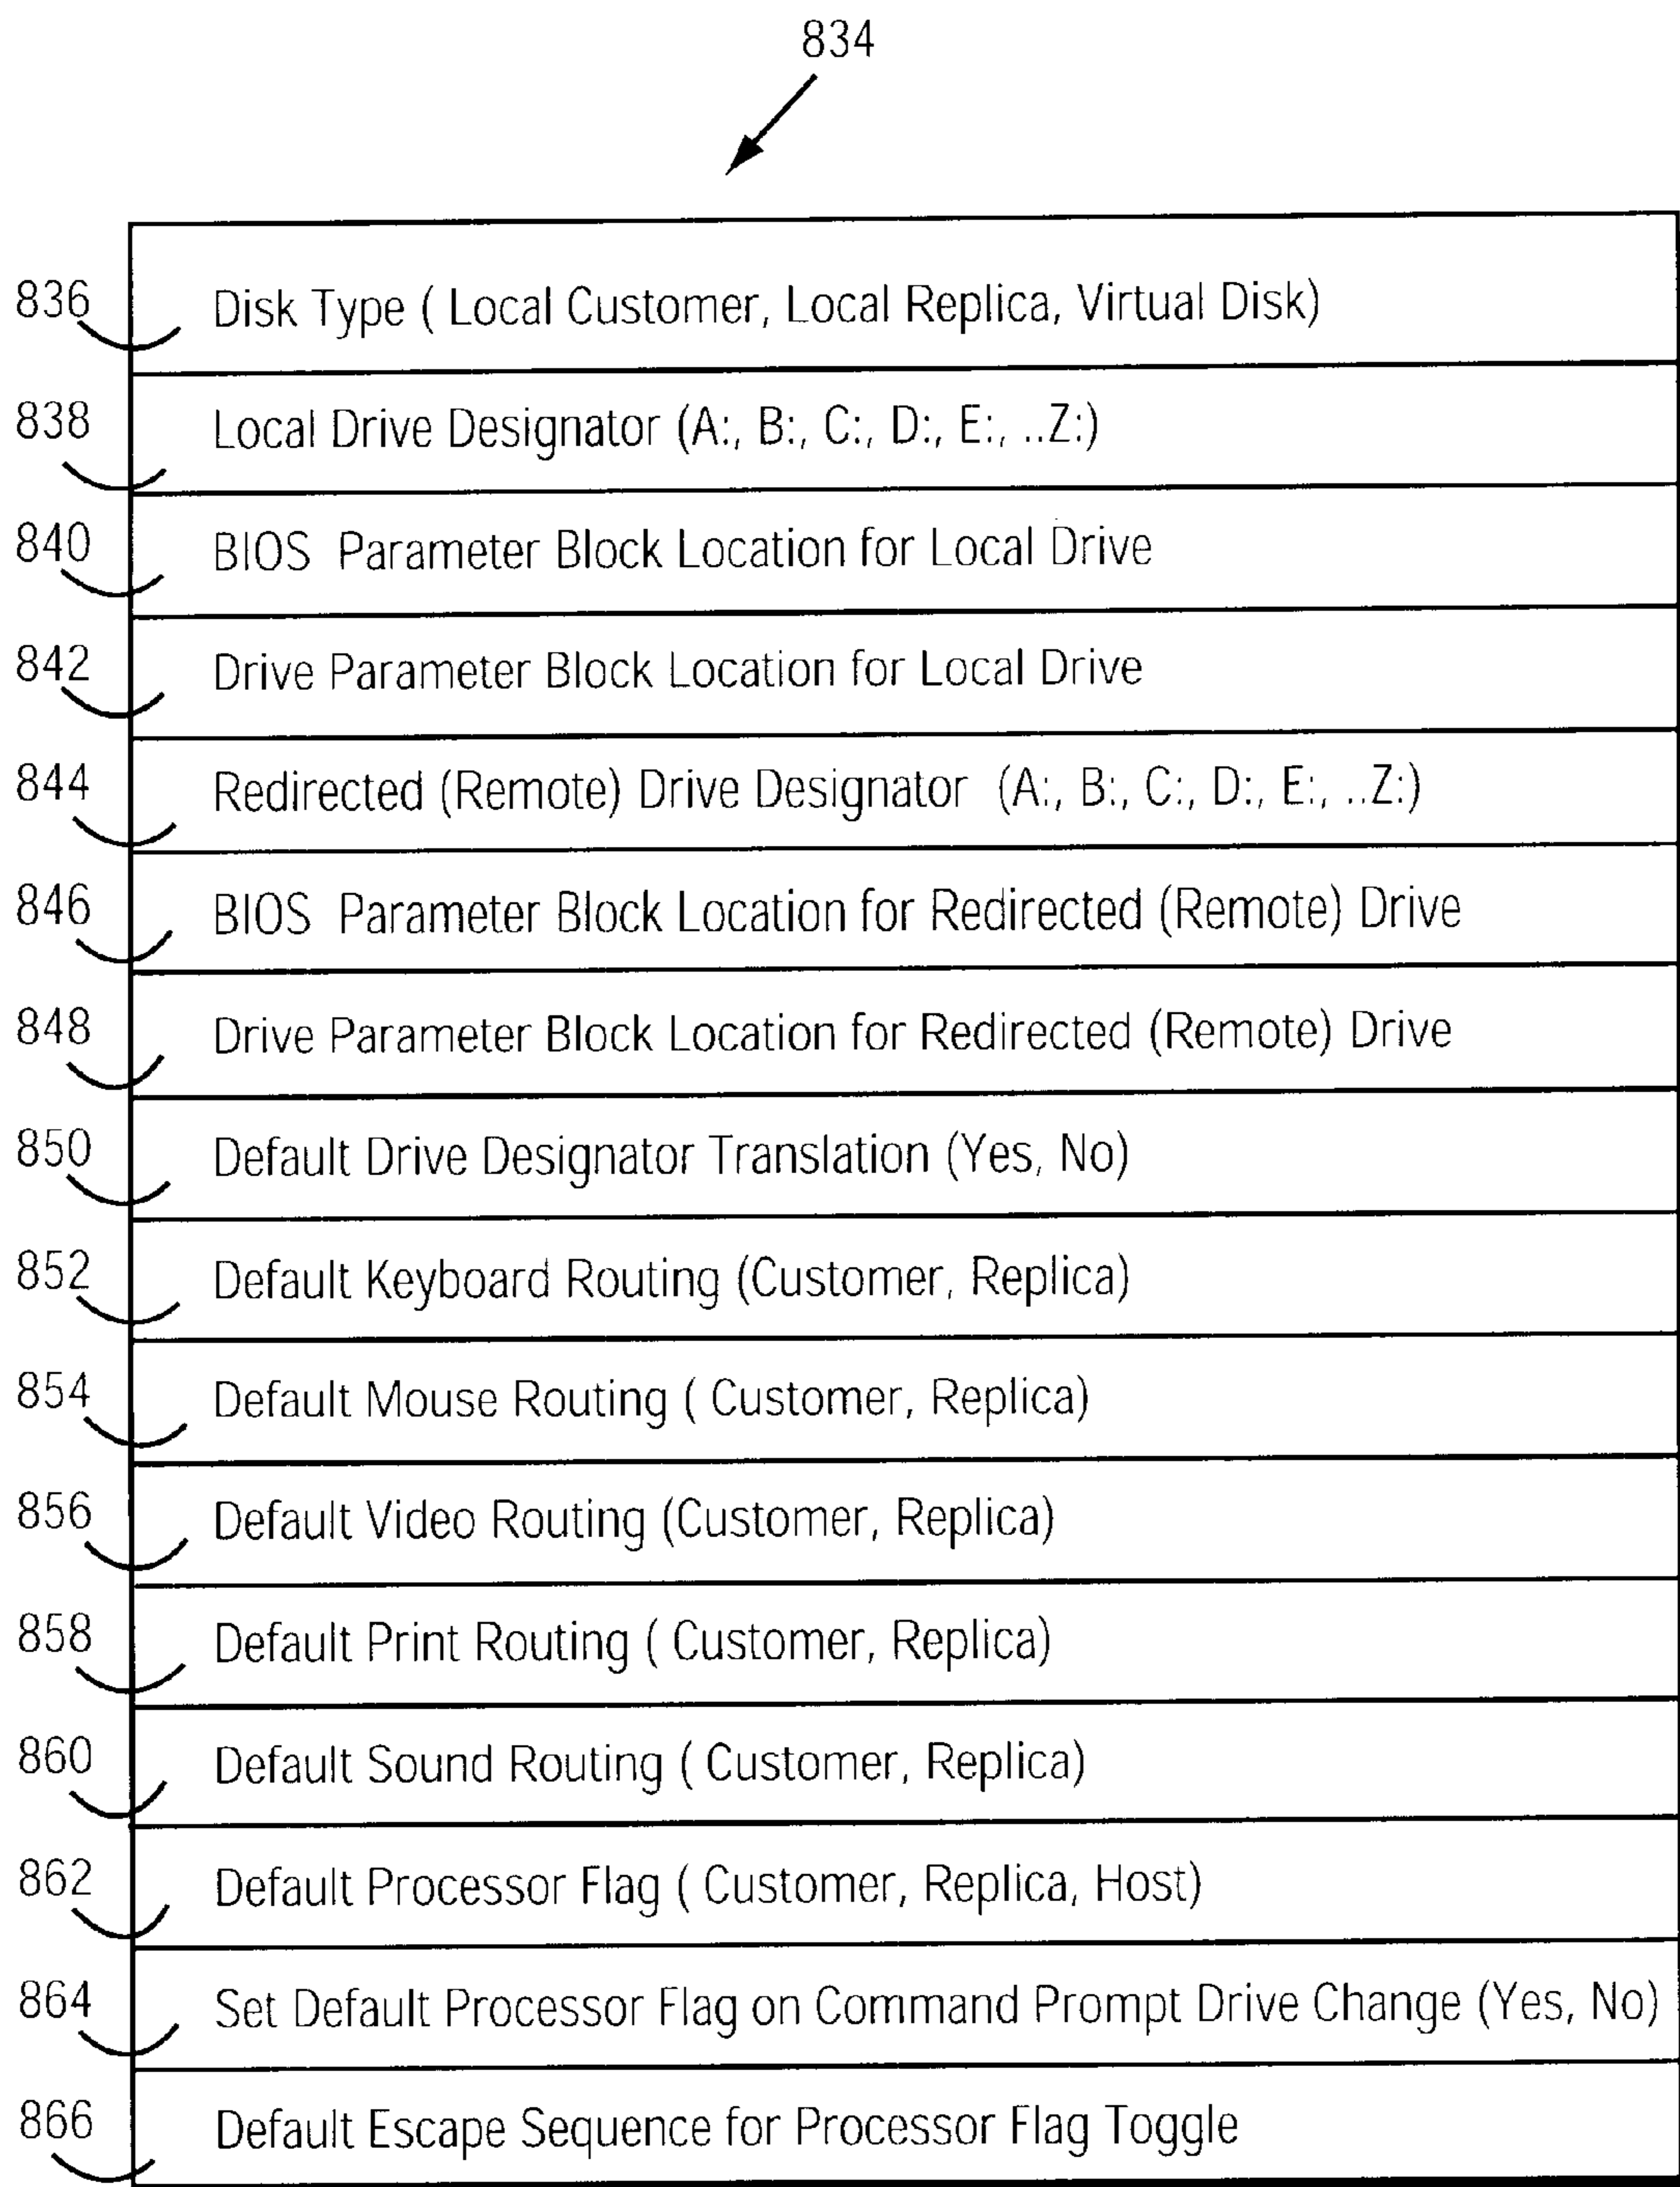 834
836 Disk Type ( Local Customer, Local Replica, Virtual Disk)
838 Local Drive Designator (A:, B:, C:, D:, E:, ..Z:)
840 BIOS Parameter Block Location for Local Drive
842 Drive Parameter Block Location for Local Drive
844 Redirected (Remote) Drive Designator (A:, B:, C:, D:, E:, ..Z:)
846 BIOS Parameter Block Location for Redirected (Remote) Drive
848 Drive Parameter Block Location for Redirected (Remote) Drive
850 Default Drive Designator Translation (Yes, No)
852 Default Keyboard Routing (Customer, Replica)
854 Default Mouse Routing ( Customer, Replica)
856 Default Video Routing (Customer, Replica)
858 Default Print Routing ( Customer, Replica)
860 Default Sound Routing ( Customer, Replica)
862 Default Processor Flag ( Customer, Replica, Host)
864 Set Default Processor Flag on Command Prompt Drive Change (Yes, No)
866 Default Escape Sequence for Processor Flag Toggle